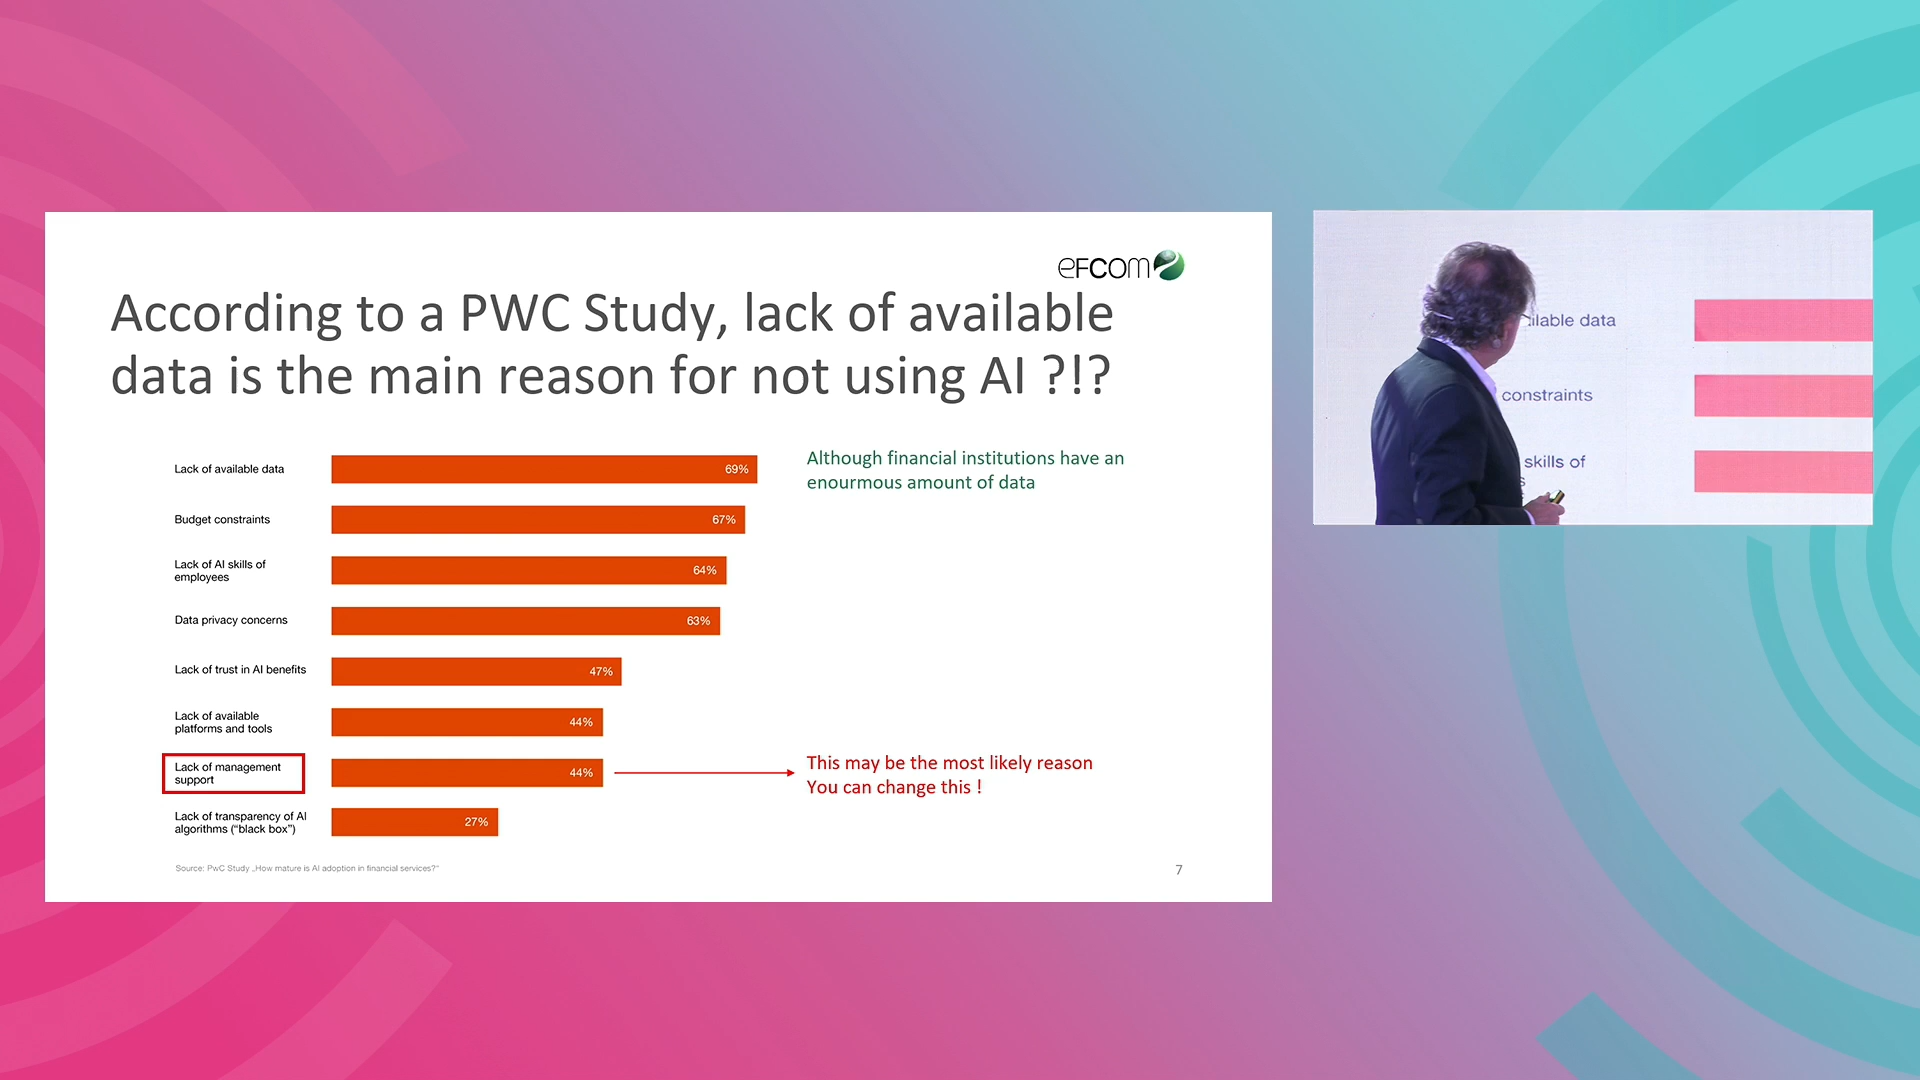 eFCOM
According to a PWC Study, lack of available
data is the main reason for not using AI ?!?
Lack of available data
69%
Although financial institutions have an
enourmous amount of data
Budget constraints
67%
Lack of AI skills of
employees
64%
Data privacy concerns
63%
Lack of trust in AI benefits
47%
Lack of available
platforms and tools
44%
Lack of management
support
44%
This may be the most likely reason
You can change this !
Lack of transparency of AI
algorithms ("black box")
27%
Source: PwC Study „How mature is AI adoption in financial services?"
7
ilable data
constraints
skills of
s